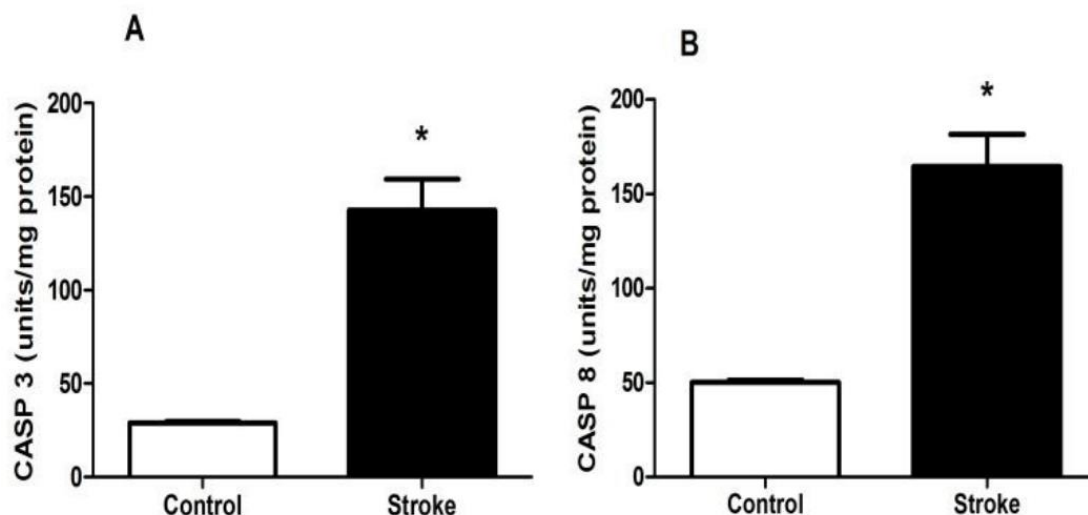 A
CASP 3 (units/mg protein)
200
150
100
50
0
*
Control
Stroke
B
CASP 8 (units/mg protein)
200
150
100
50
0
*
Control
Stroke